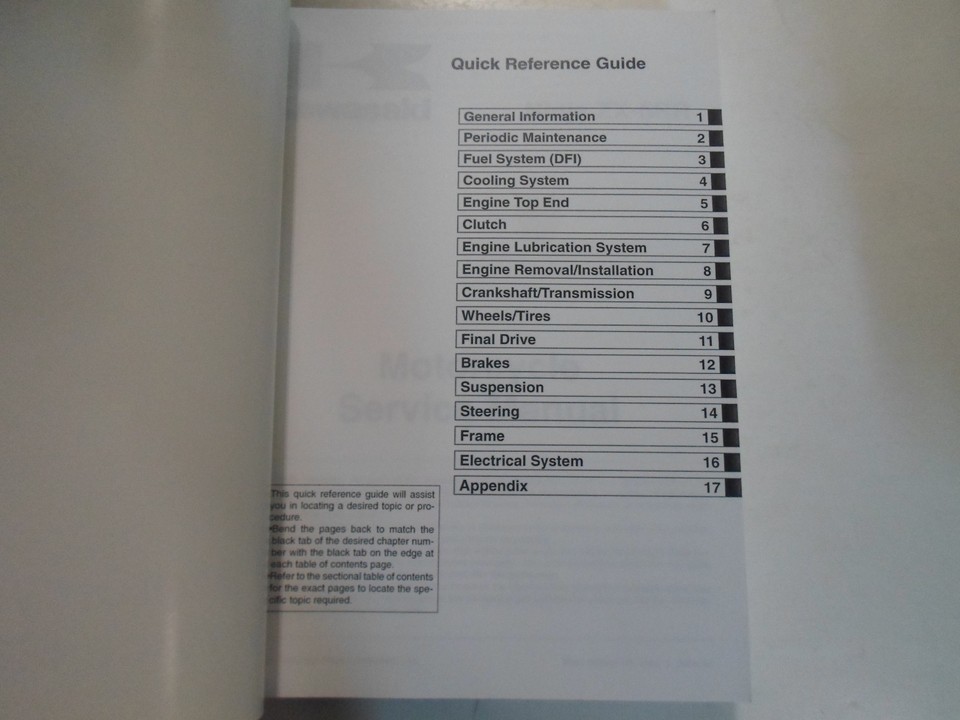 Quick Reference Guide
General Information 1
Periodic Maintenance 2
Fuel System (DFI) 3
Cooling System 4
Engine Top End 5
Clutch 6
Engine Lubrication System 7
Engine Removal/Installation 8
Crankshaft/Transmission 9
Wheels/Tires 10
Final Drive 11
Brakes 12
Suspension 13
Steering 14
Frame 15
Electrical System 16
Appendix 17
This quick reference guide will assist
you in locating a desired topic or pro-
cedure.
•Bend the pages back to match the
black tab of the desired chapter num-
ber with the black tab on the edge at
each table of contents page.
•Refer to the sectional table of contents
for the exact pages to locate the spe-
cific topic required.